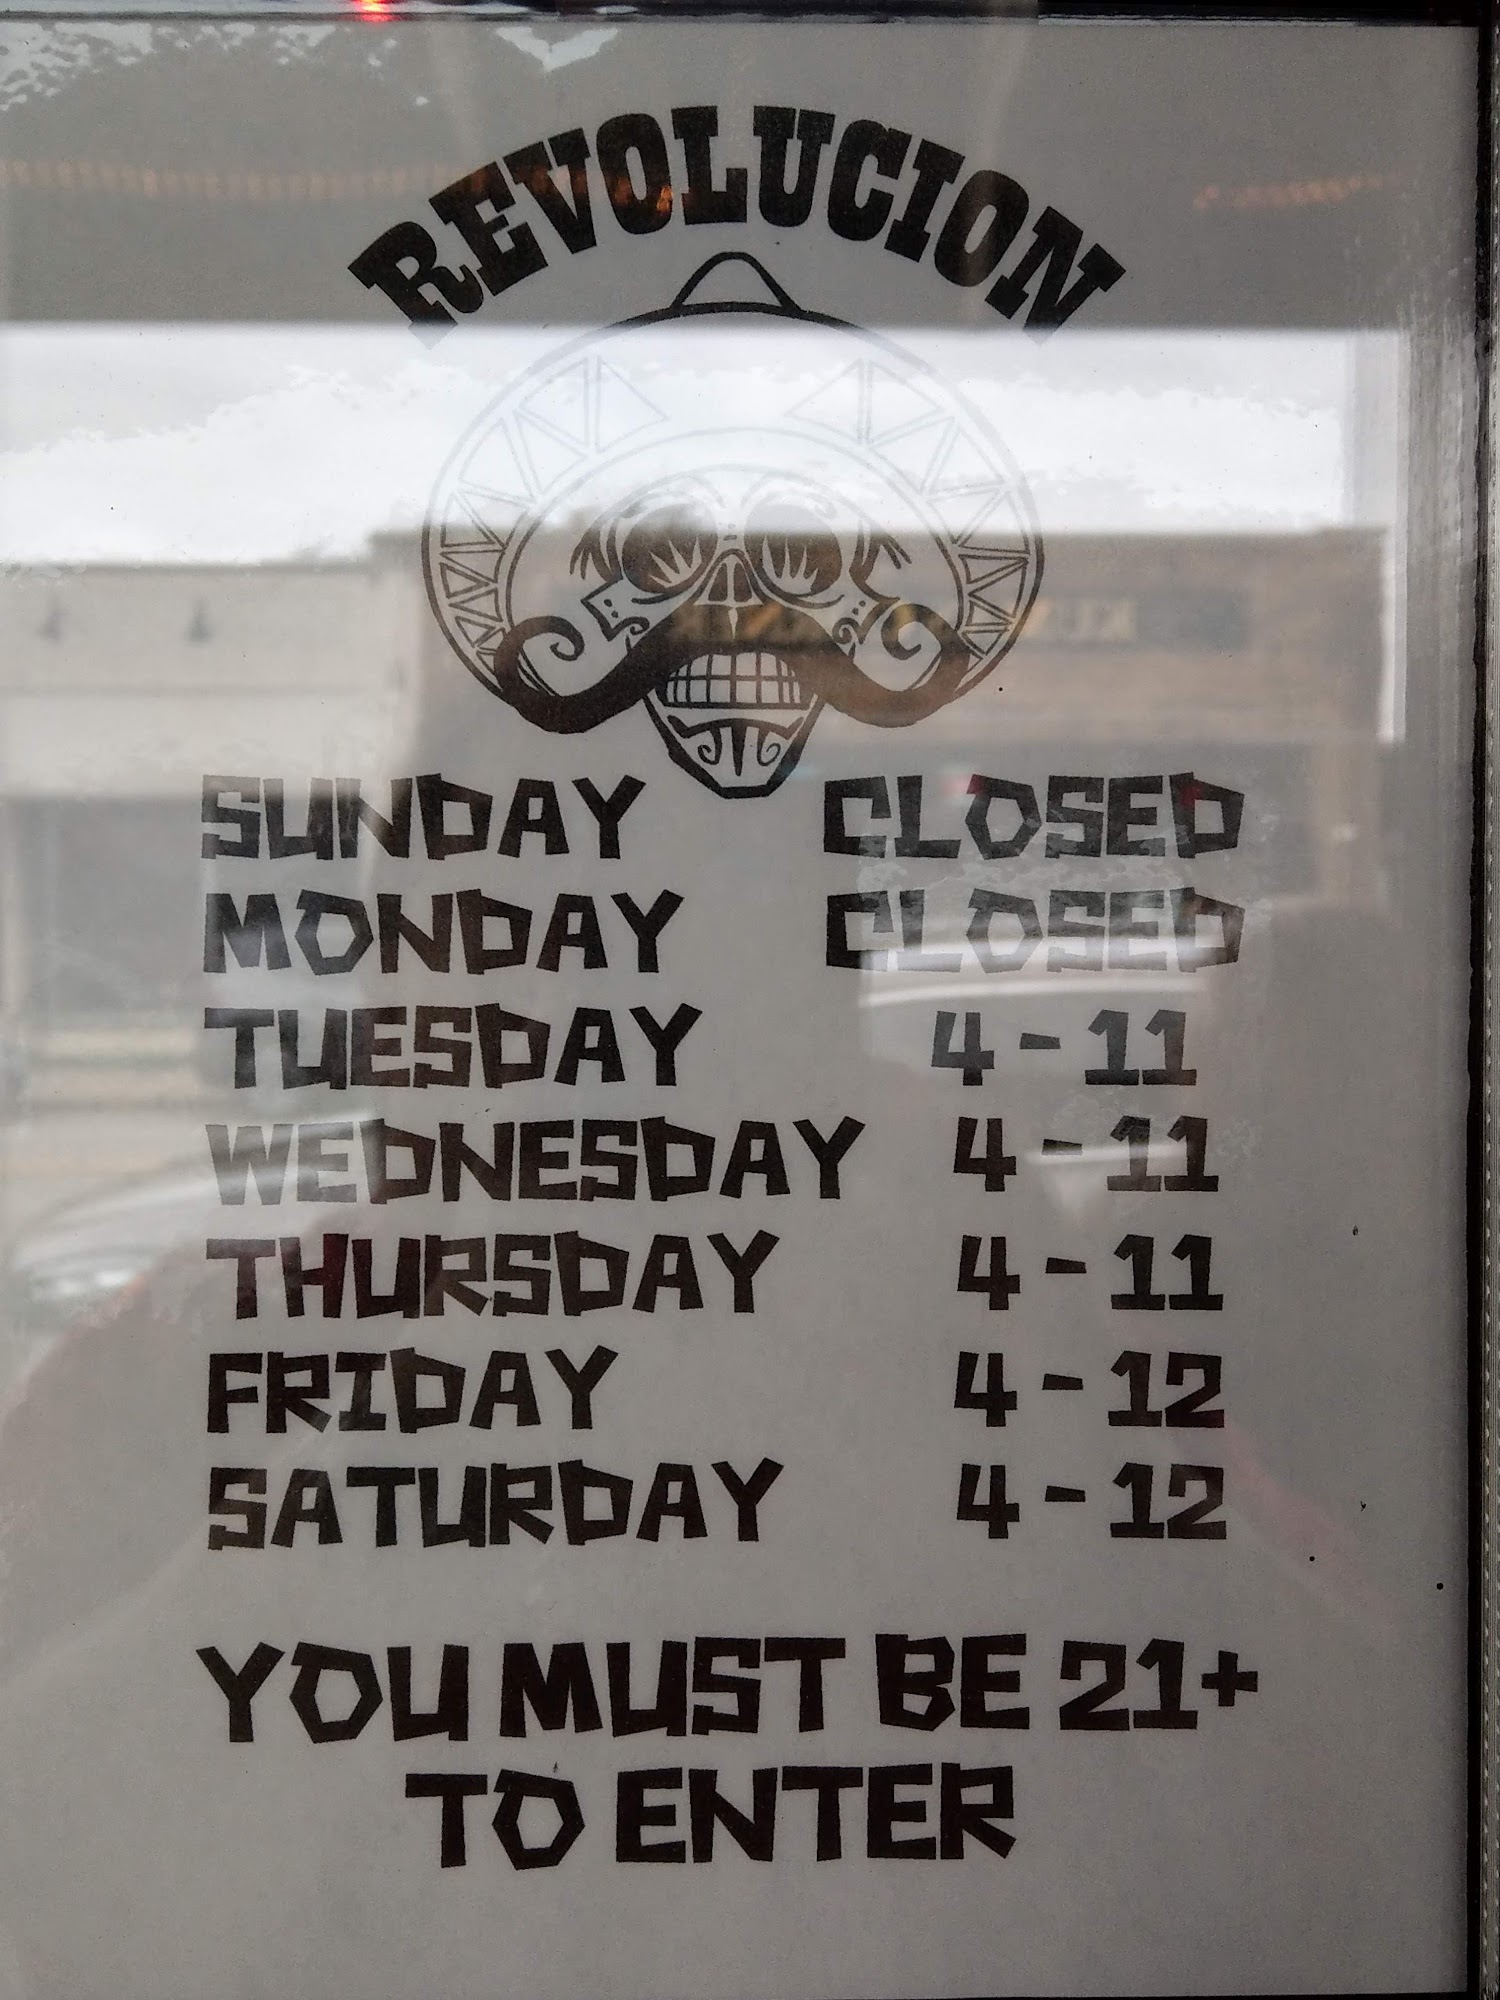 REVOLUCION
SUNDAY CLOSED
MONDAY CLOSED
TUESDAY 4 - 11
WEDNESDAY 4 - 11
THURSDAY 4 - 11
FRIDAY 4 - 12
SATURDAY 4 - 12
YOU MUST BE 21+
TO ENTER